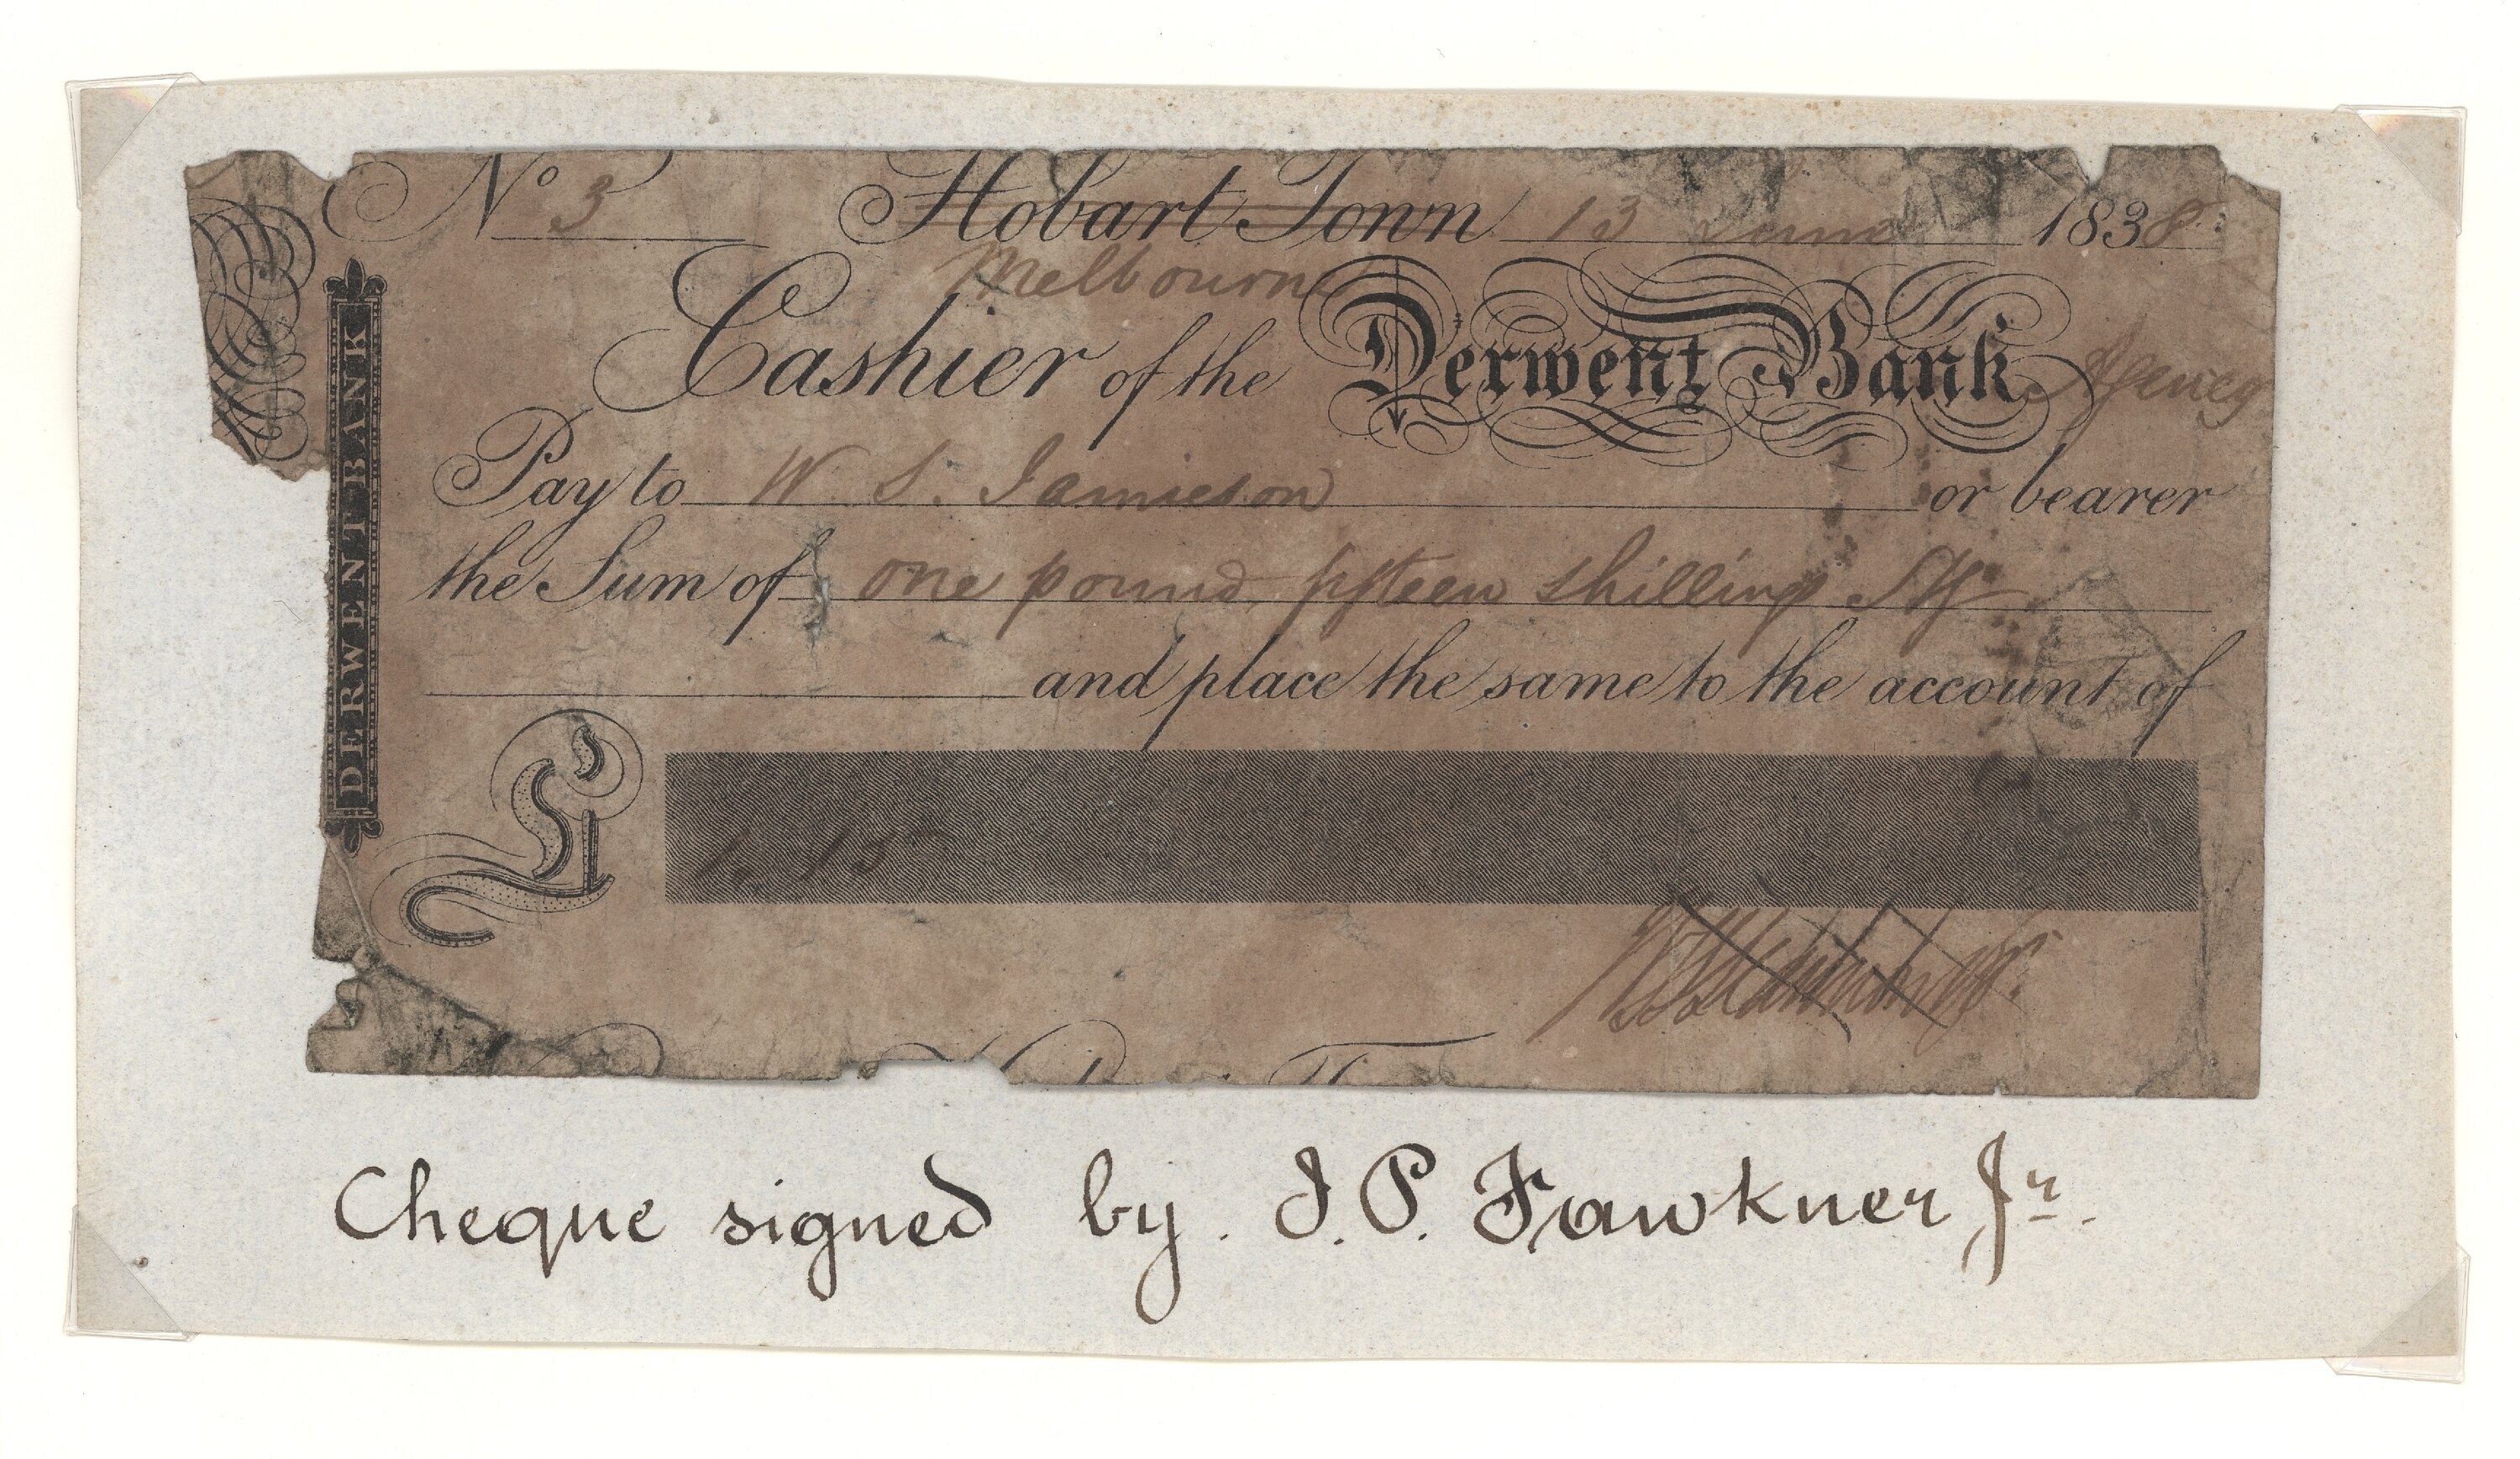 No 3 Hobart Town 13 June 1838
Melbourne
Cashier of the Derwent Bank Agency
Pay to W. S. Jamieson or bearer
the Sum of one pound fifteen shillings Stg
and place the same to the account of
£ 1. 15
DERWENT BANK
Cheque signed by. J. P. Fawkner Jr.